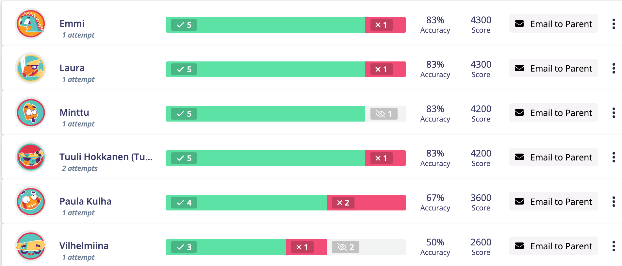 Emmi
1 attempt
5
1
83%
Accuracy
4300
Score
Email to Parent
Laura
1 attempt
5
1
83%
Accuracy
4300
Score
Email to Parent
Minttu
1 attempt
5
1
83%
Accuracy
4200
Score
Email to Parent
Tuuli Hokkanen (Tu...
2 attempts
5
1
83%
Accuracy
4200
Score
Email to Parent
Paula Kulha
1 attempt
4
2
67%
Accuracy
3600
Score
Email to Parent
Vilhelmiina
1 attempt
3
1
2
50%
Accuracy
2600
Score
Email to Parent